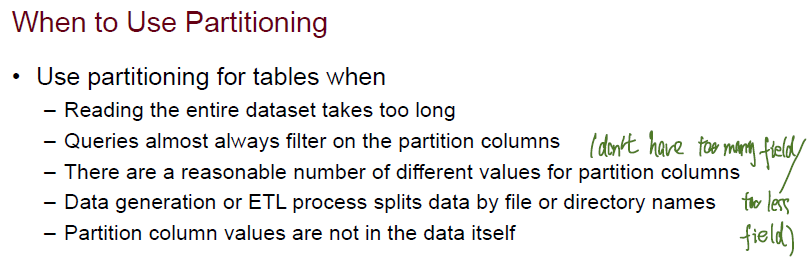 When to Use Partitioning
• Use partitioning for tables when
– Reading the entire dataset takes too long
– Queries almost always filter on the partition columns (don't have too many field/
– There are a reasonable number of different values for partition columns
– Data generation or ETL process splits data by file or directory names too less
– Partition column values are not in the data itself field)